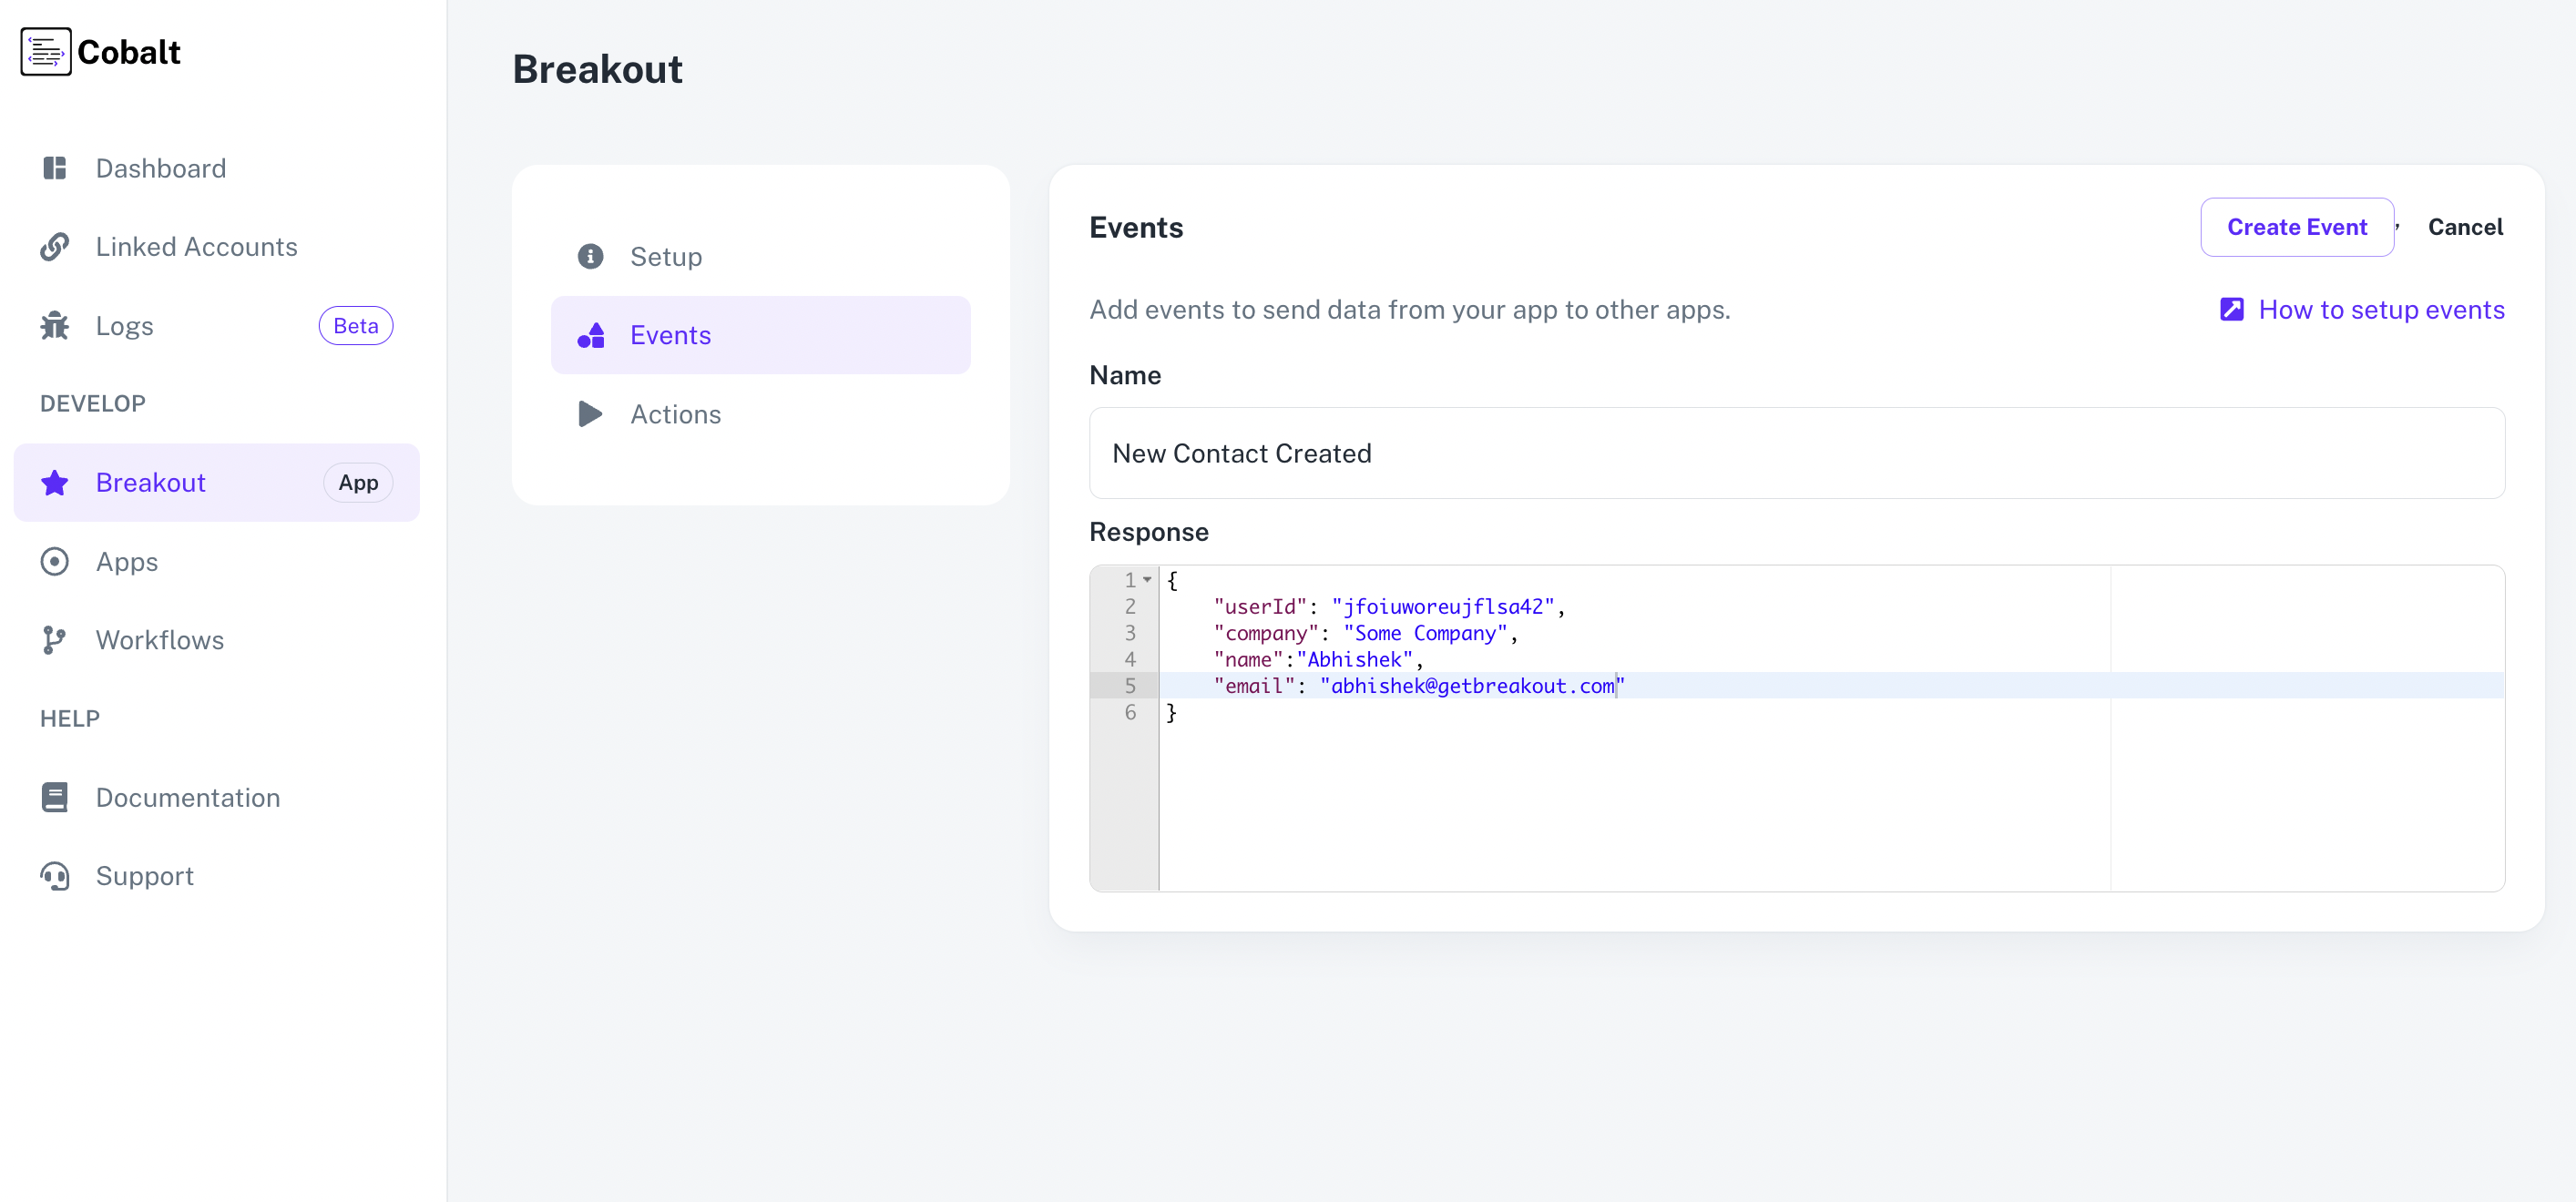 Cobalt
Dashboard
Linked Accounts
Logs
Beta
DEVELOP
Breakout
App
Apps
Workflows
HELP
Documentation
Support
Breakout
Setup
Events
Actions
Events
Create Event
Cancel
Add events to send data from your app to other apps.
How to setup events
Name
New Contact Created
Response
1 {
2 "userId": "jfoiuworeujflsa42",
3 "company": "Some Company",
4 "name":"Abhishek",
5 "email": "abhishek@getbreakout.com"
6 }